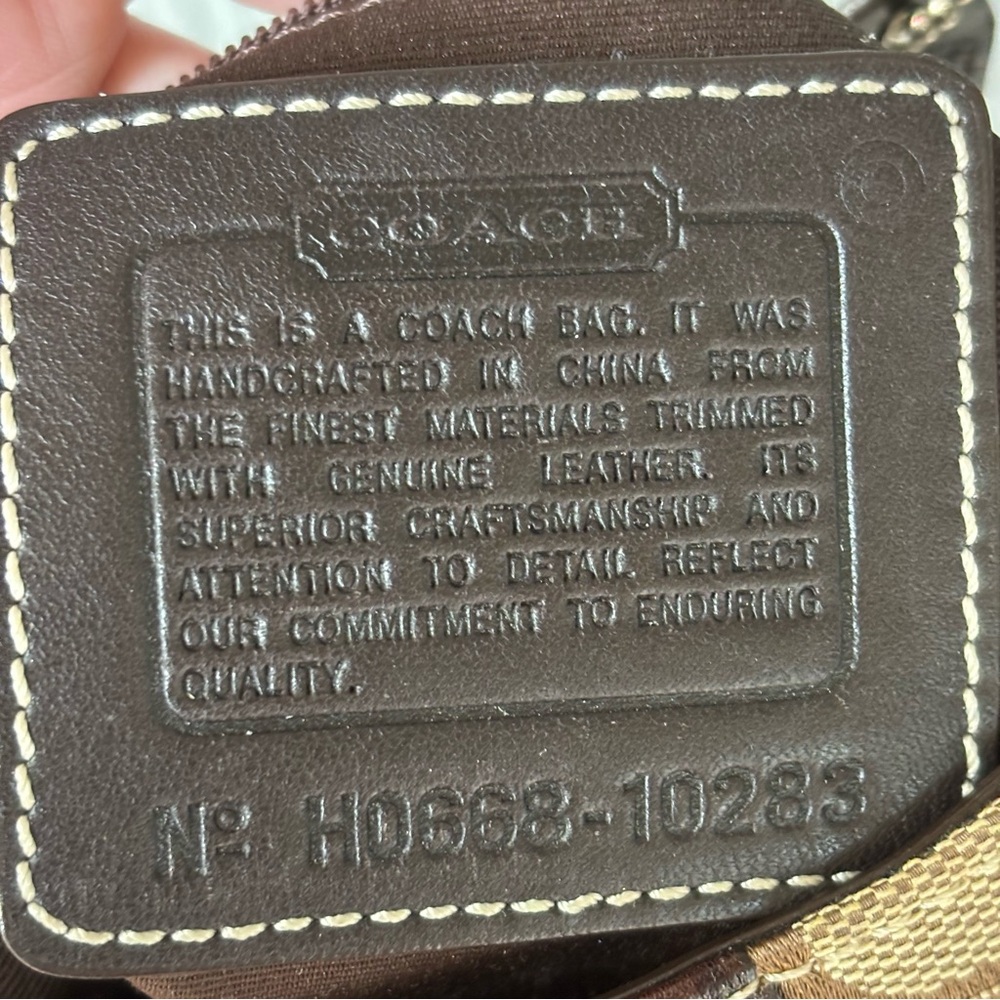 COACH
THIS IS A COACH BAG. IT WAS
HANDCRAFTED IN CHINA FROM
THE FINEST MATERIALS TRIMMED
WITH GENUINE LEATHER. ITS
SUPERIOR CRAFTSMANSHIP AND
ATTENTION TO DETAIL REFLECT
OUR COMMITMENT TO ENDURING
QUALITY.
Nº H0668-10283